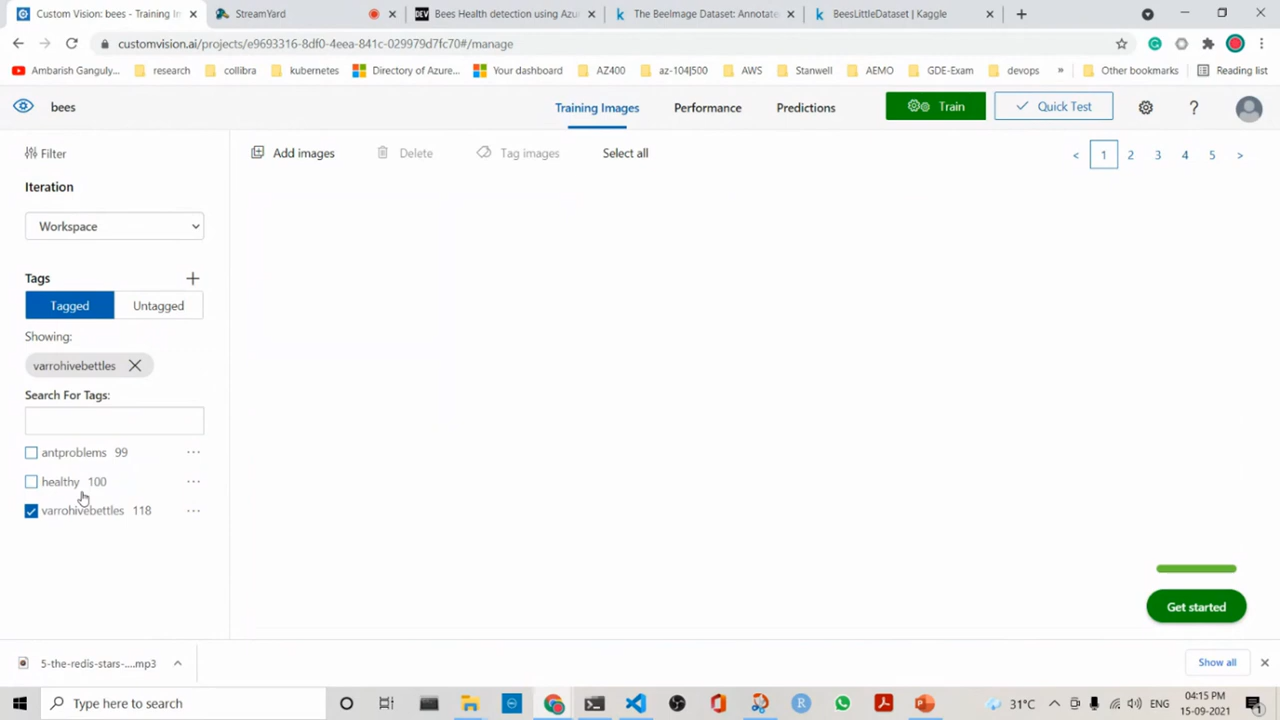 Custom Vision: bees - Training In
StreamYard
Bees Health detection using Azu
The BeeImage Dataset: Annotate
BeesLittleDataset | Kaggle
customvision.ai/projects/e9693316-8df0-4eea-841c-029979d7fc70#/manage
Ambarish Ganguly...
research
collibra
kubernetes
Directory of Azure...
Your dashboard
AZ400
az-104J500
AWS
Stanwell
AEMO
GDE-Exam
devops
»
Other bookmarks
Reading list
bees
Training Images
Performance
Predictions
Train
Quick Test
?
Filter
Add images
Delete
Tag images
Select all
< 1 2 3 4 5 >
Iteration
Workspace
Tags
Tagged
Untagged
Showing:
varrohivebettles
Search For Tags:
antproblems 99 ...
healthy 100 ...
varrohivebettles 118 ...
Get started
5-the-redis-stars-....mp3
Show all
Type here to search
31°C
ENG
04:15 PM
15-09-2021
1